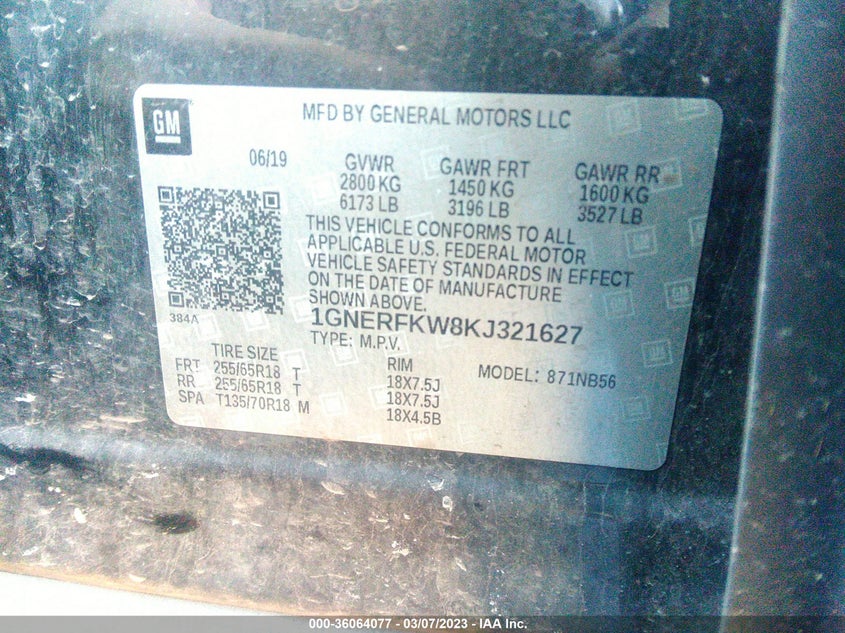 GM
MFD BY GENERAL MOTORS LLC
06/19
GVWR GAWR FRT GAWR RR
2800 KG 1450 KG 1600 KG
6173 LB 3196 LB 3527 LB
THIS VEHICLE CONFORMS TO ALL
APPLICABLE U.S. FEDERAL MOTOR
VEHICLE SAFETY STANDARDS IN EFFECT
ON THE DATE OF MANUFACTURE
SHOWN ABOVE.
384A
1GNERFKW8KJ321627
TYPE: M.P.V.
TIRE SIZE RIM MODEL: 871NB56
FRT 255/65R18 T 18X7.5J
RR 255/65R18 T 18X7.5J
SPA T135/70R18 M 18X4.5B
000-36064077 - 03/07/2023 - IAA Inc.